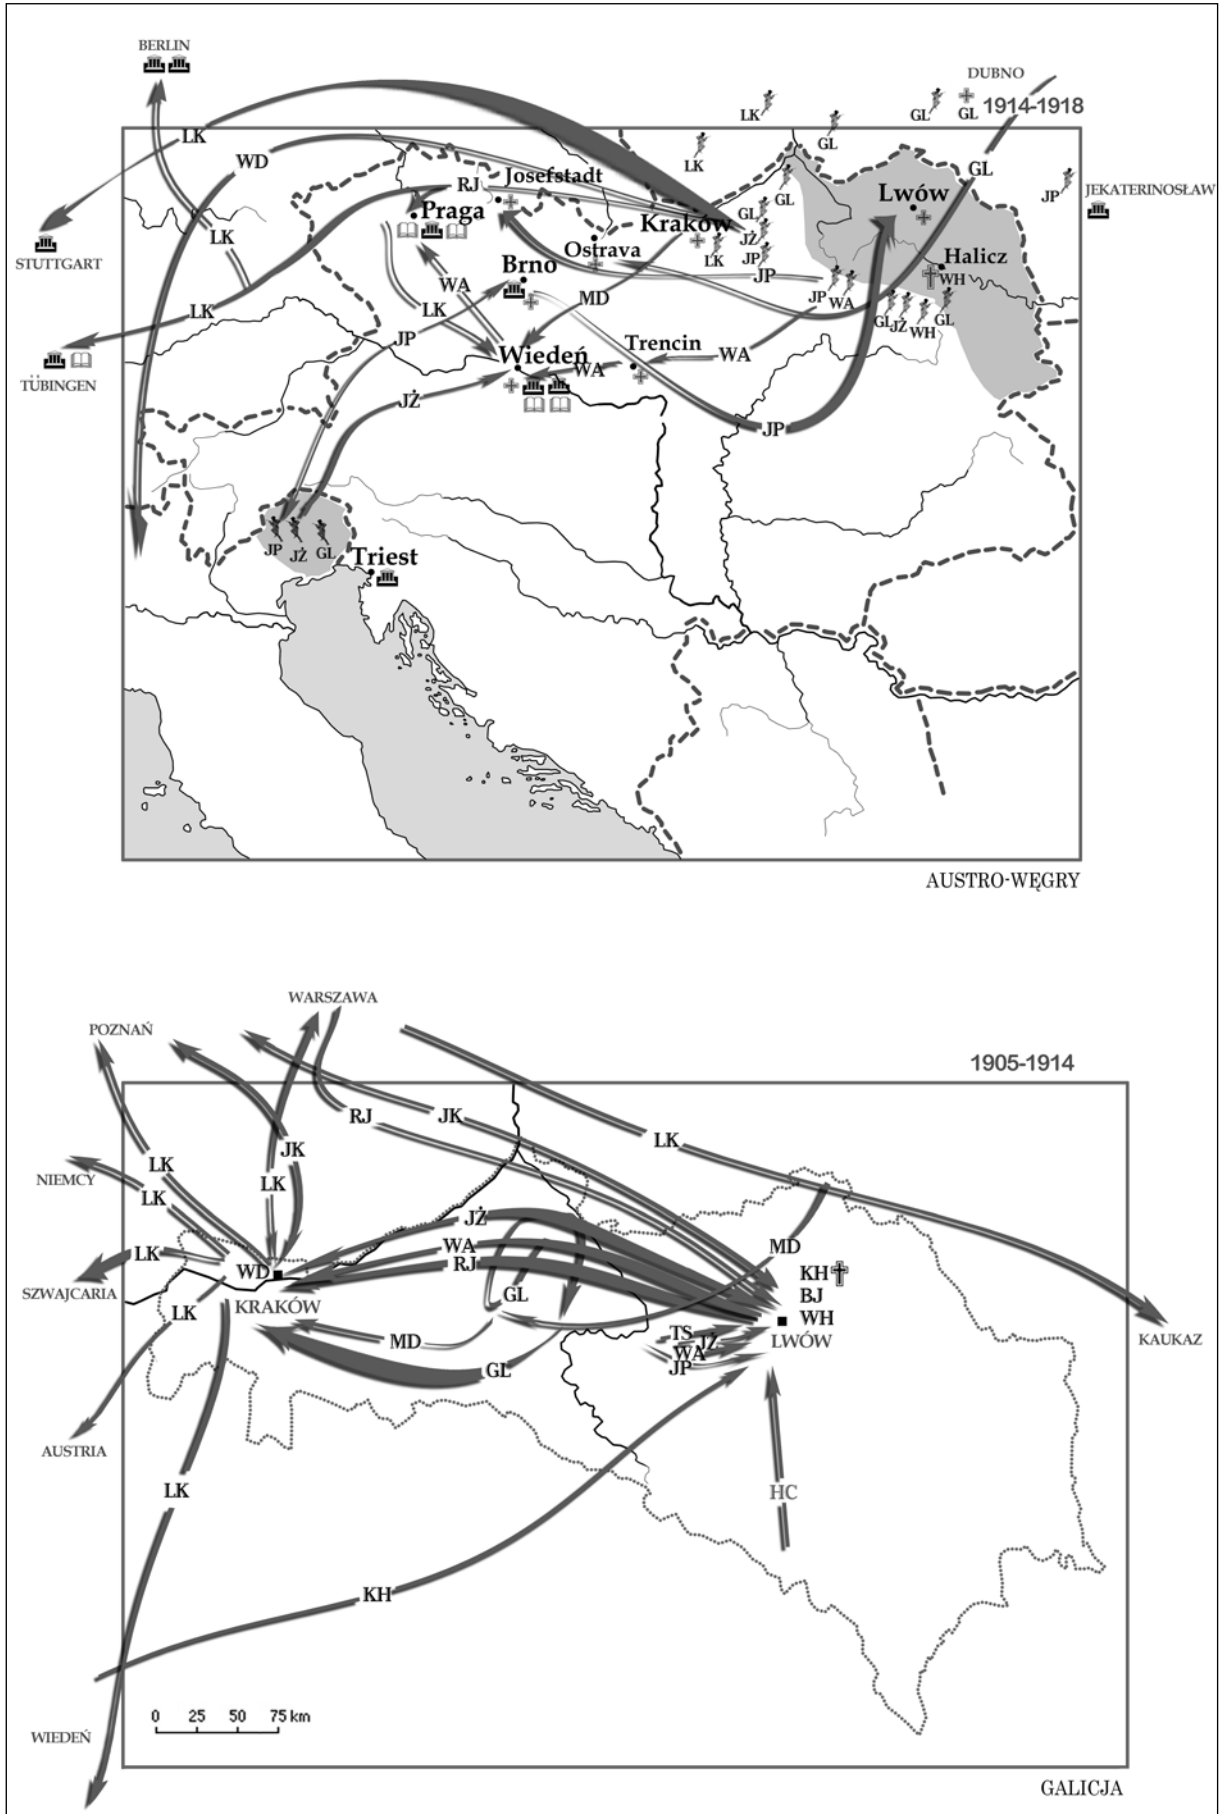 BERLIN
DUBNO
1914-1918
LK
GL
GL
GL
LK
WD
LK
GL
RJ
Josefstadt
GL
Lwów
JP
JEKATERINOSŁAW
Praga
Kraków
GL
JŻ
LK
STUTTGART
Ostrava
LK
JP
Halicz
Brno
JP
WH
WA
MD
JP
WA
LK
LK
GL
JŻ
WH
GL
JP
Trencin
TÜBINGEN
Wiedeń
WA
WA
JŻ
JP
JP
JŻ
GL
Triest
AUSTRO-WĘGRY
WARSZAWA
POZNAŃ
1905-1914
RJ
JK
LK
JK
LK
NIEMCY
LK
LK
JŻ
WA
MD
LK
RJ
WD
KH
SZWAJCARIA
GL
BJ
KRAKÓW
LK
WH
TS
JŻ
LWÓW
KAUKAZ
MD
WA
GL
JP
AUSTRIA
LK
HC
KH
WIEDEŃ
0 25 50 75 km
GALICJA